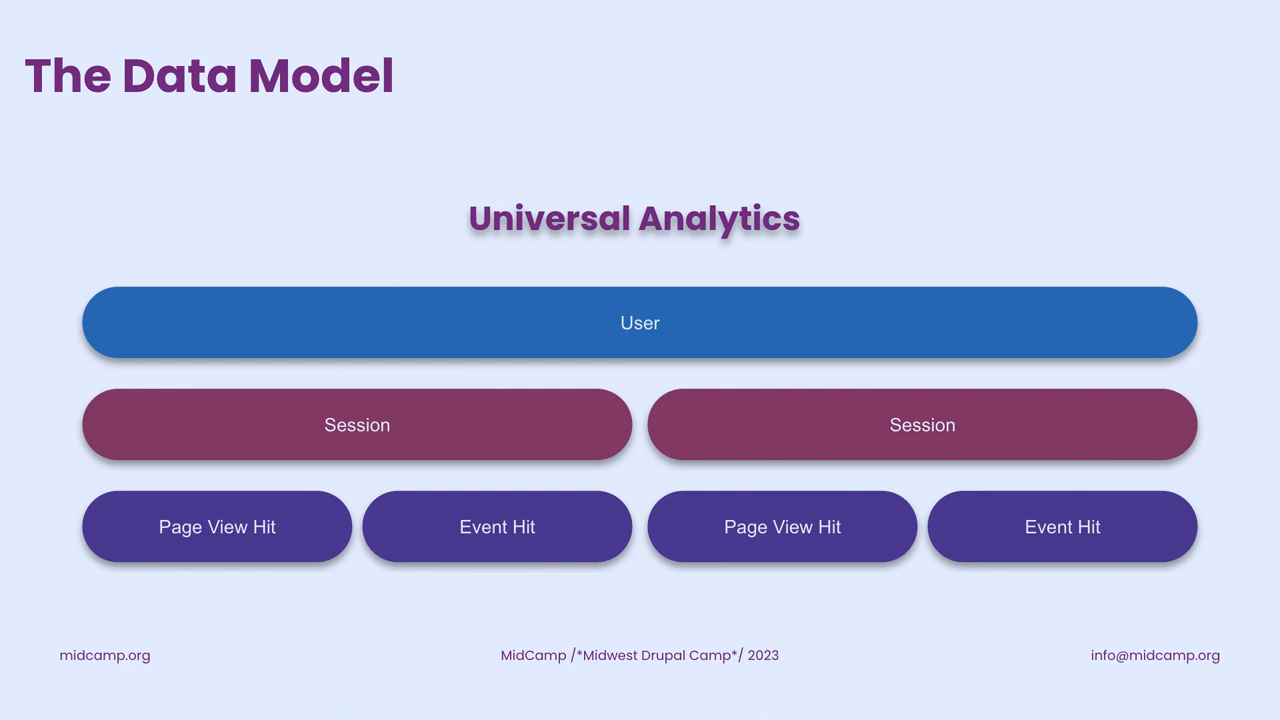 The Data Model
Universal Analytics
User
Session
Session
Page View Hit
Event Hit
Page View Hit
Event Hit
midcamp.org
MidCamp /*Midwest Drupal Camp*/ 2023
info@midcamp.org